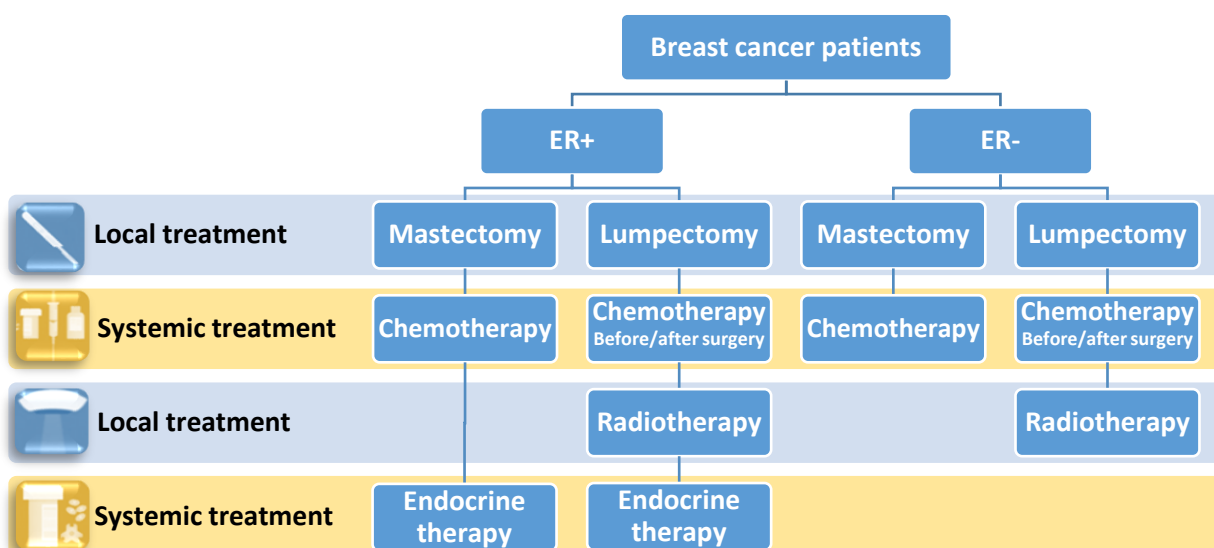 Breast cancer patients
ER+
ER-
Local treatment
Mastectomy
Lumpectomy
Mastectomy
Lumpectomy
Systemic treatment
Chemotherapy
Chemotherapy
Before/after surgery
Chemotherapy
Chemotherapy
Before/after surgery
Local treatment
Radiotherapy
Radiotherapy
Systemic treatment
Endocrine
therapy
Endocrine
therapy